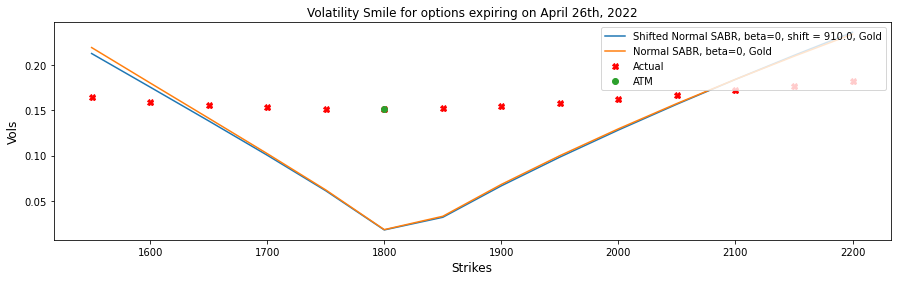 Volatility Smile for options expiring on April 26th, 2022
Shifted Normal SABR, beta=0, shift = 910.0, Gold
Normal SABR, beta=0, Gold
Actual
ATM
0.20
0.15
0.10
0.05
Vols
1600 1700 1800 1900 2000 2100 2200
Strikes